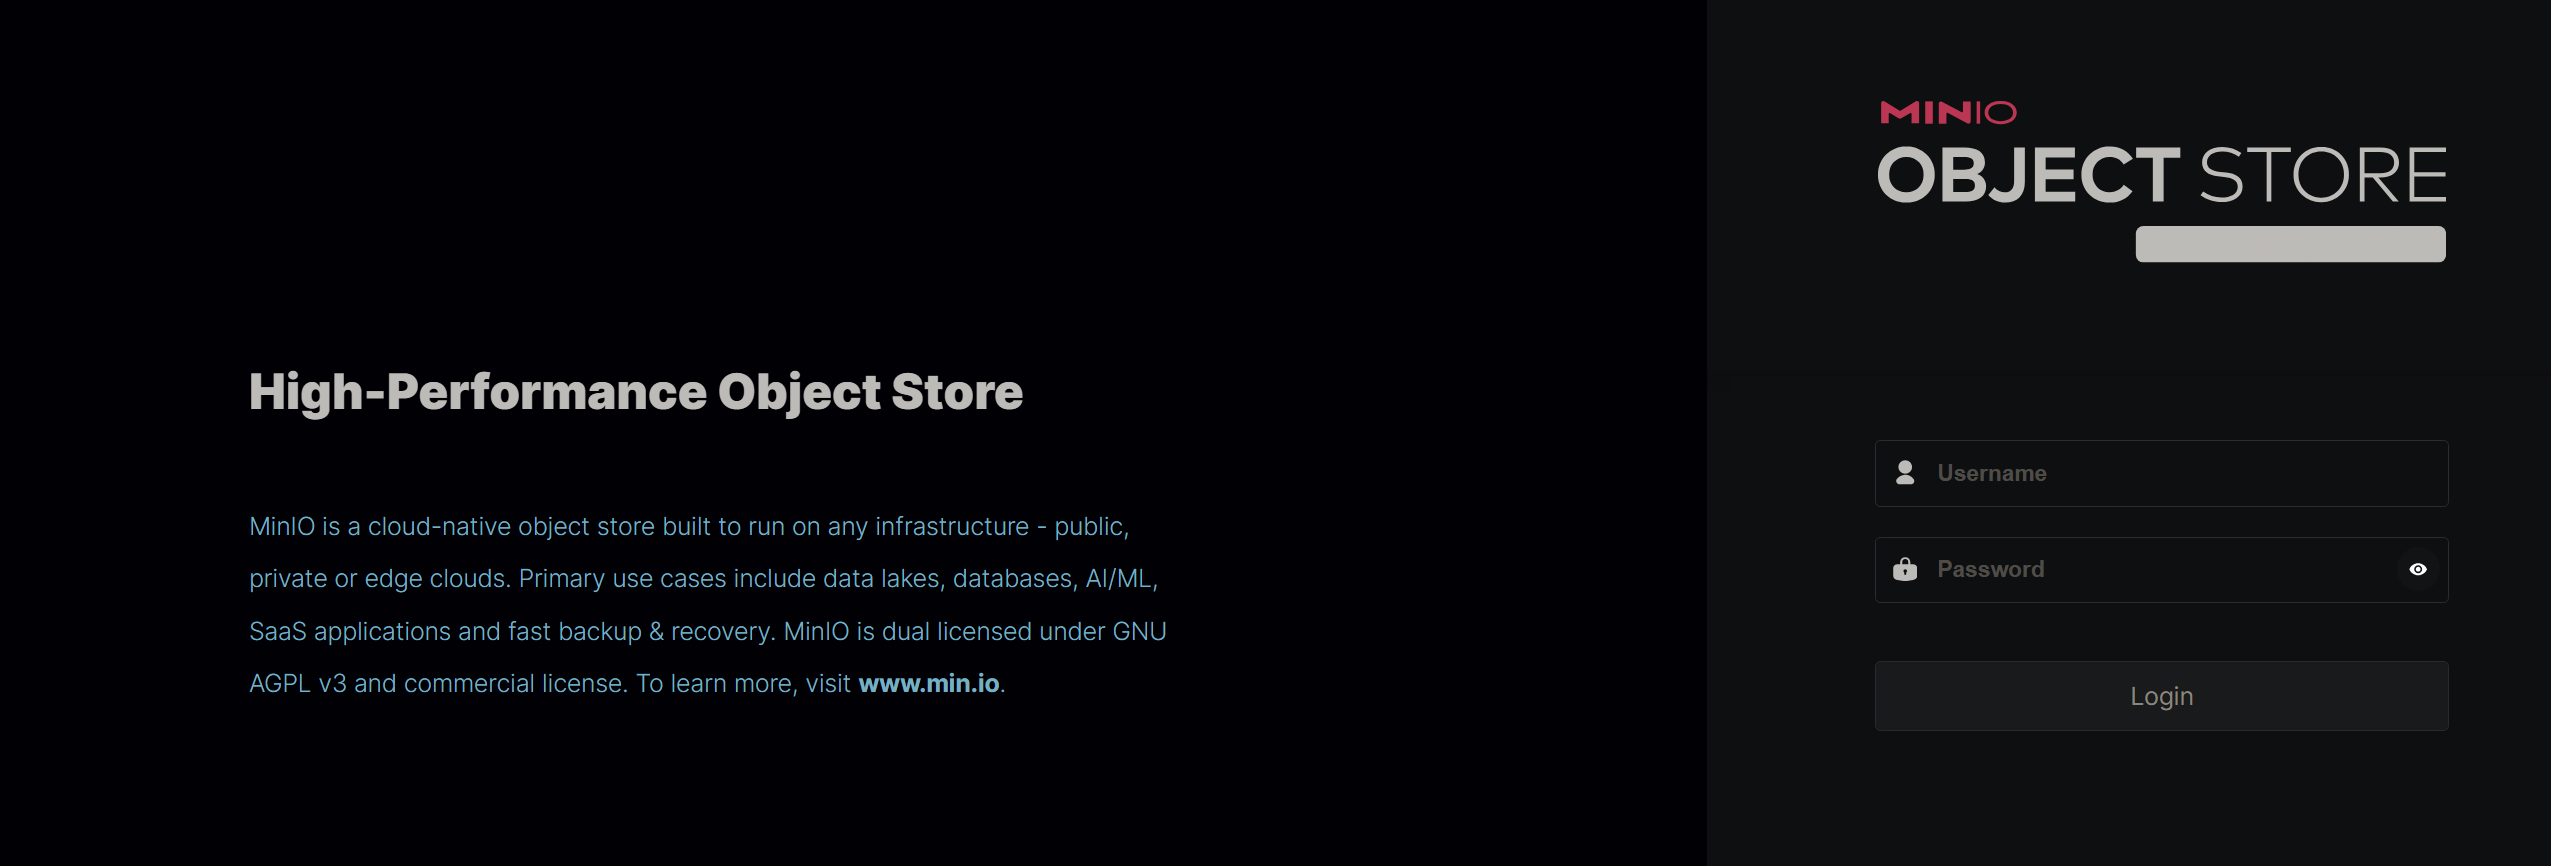 High-Performance Object Store
MinIO is a cloud-native object store built to run on any infrastructure - public,
private or edge clouds. Primary use cases include data lakes, databases, AI/ML,
SaaS applications and fast backup & recovery. MinIO is dual licensed under GNU
AGPL v3 and commercial license. To learn more, visit www.min.io.
MINIO
OBJECT STORE
Username
Password
Login